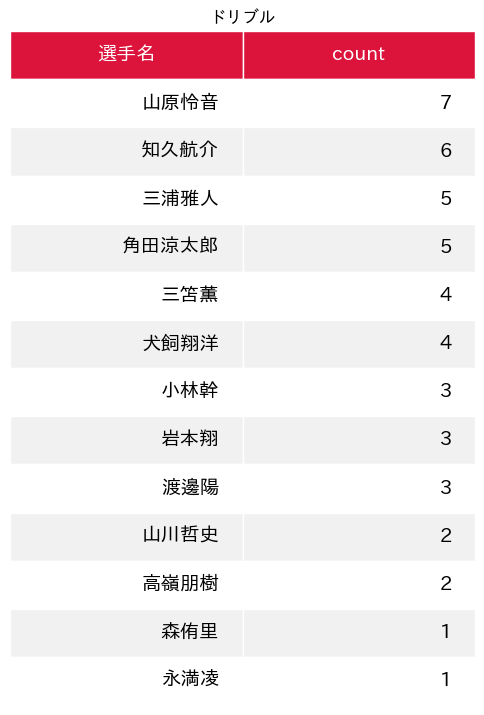 ドリブル
選手名 count
山原怜音 7
知久航介 6
三浦雅人 5
角田涼太郎 5
三笘薫 4
犬飼翔洋 4
小林幹 3
岩本翔 3
渡邊陽 3
山川哲史 2
高嶺朋樹 2
森侑里 1
永満凌 1